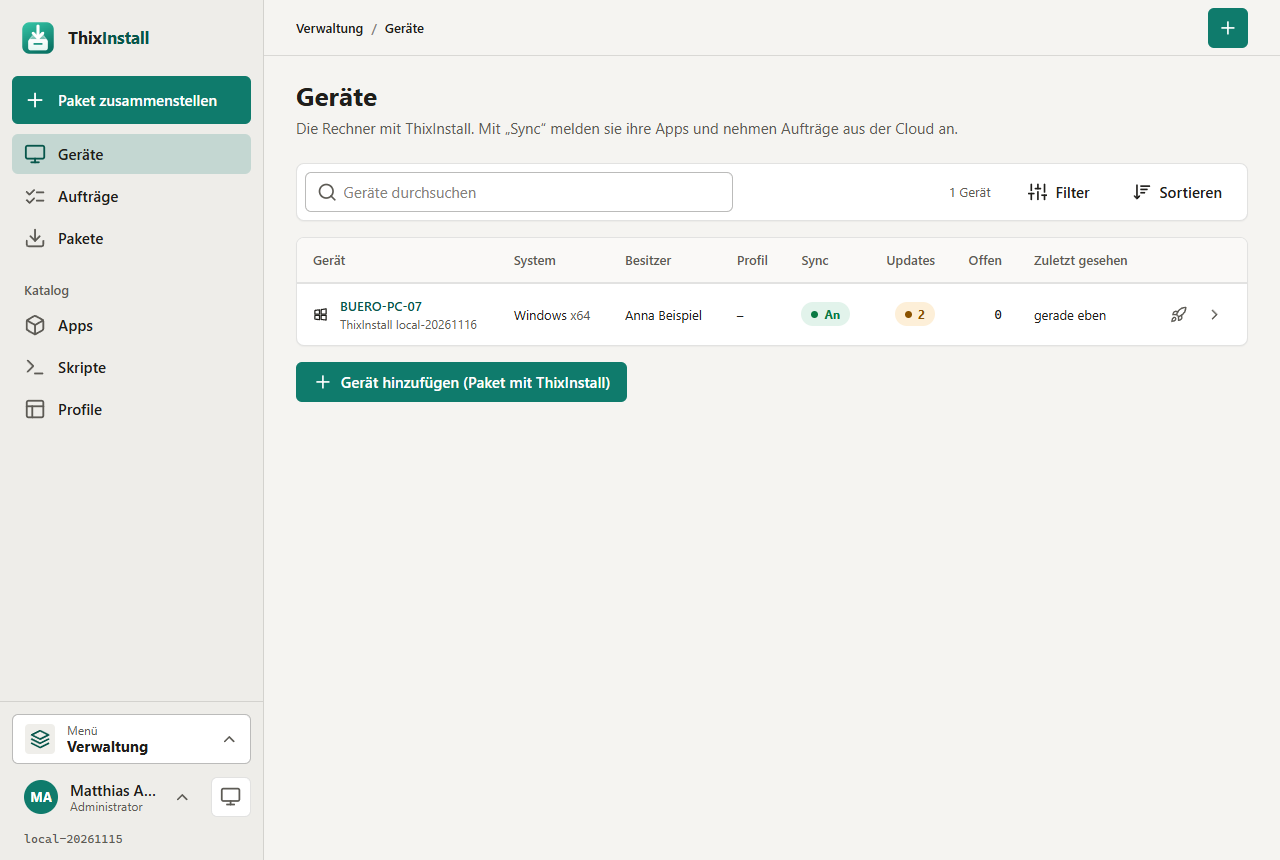 ThixInstall
Paket zusammenstellen
Geräte
Aufträge
Pakete
Katalog
Apps
Skripte
Profile
Menü
Verwaltung
MA
Matthias A...
Administrator
local-20261115
Verwaltung / Geräte
Geräte
Die Rechner mit ThixInstall. Mit „Sync“ melden sie ihre Apps und nehmen Aufträge aus der Cloud an.
Geräte durchsuchen
1 Gerät
Filter
Sortieren
Gerät System Besitzer Profil Sync Updates Offen Zuletzt gesehen
BUERO-PC-07
ThixInstall local-20261116
Windows x64 Anna Beispiel – An 2 0 gerade eben
Gerät hinzufügen (Paket mit ThixInstall)